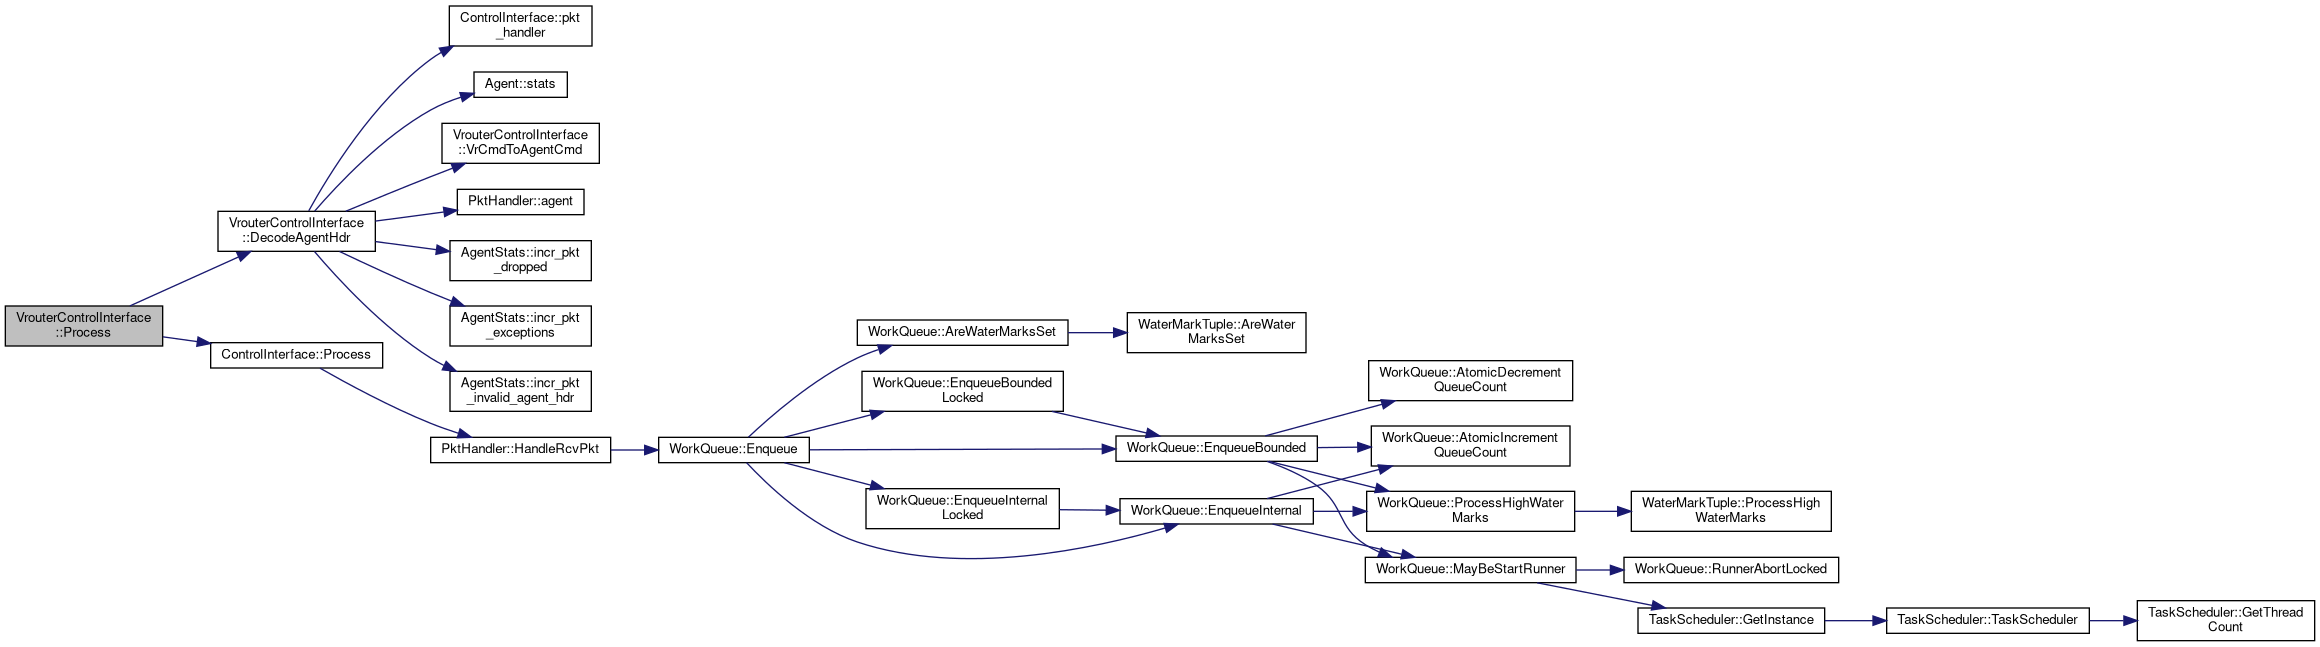 ControlInterface::pkt
_handler
Agent::stats
VrouterControlInterface
::VrCmdToAgentCmd
PktHandler::agent
VrouterControlInterface
::DecodeAgentHdr
AgentStats::incr_pkt
_dropped
VrouterControlInterface
::Process
AgentStats::incr_pkt
_exceptions
ControlInterface::Process
AgentStats::incr_pkt
_invalid_agent_hdr
PktHandler::HandleRcvPkt
WorkQueue::Enqueue
WorkQueue::AreWaterMarksSet
WaterMarkTuple::AreWater
MarksSet
WorkQueue::EnqueueBounded
Locked
WorkQueue::EnqueueBounded
WorkQueue::EnqueueInternal
Locked
WorkQueue::EnqueueInternal
WorkQueue::AtomicDecrement
QueueCount
WorkQueue::AtomicIncrement
QueueCount
WorkQueue::ProcessHighWater
Marks
WaterMarkTuple::ProcessHigh
WaterMarks
WorkQueue::MayBeStartRunner
WorkQueue::RunnerAbortLocked
TaskScheduler::GetInstance
TaskScheduler::TaskScheduler
TaskScheduler::GetThread
Count